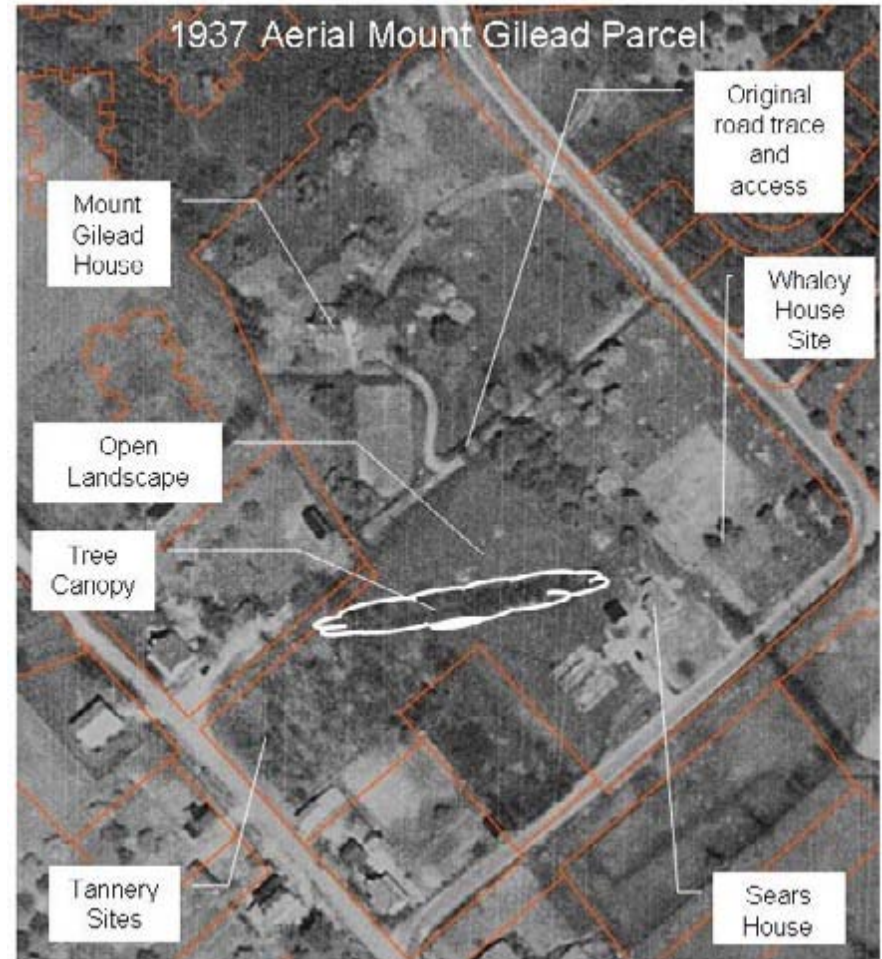 1937 Aerial Mount Gilead Parcel
Original
road trace
and
access
Mount
Gilead
House
Whaley
House
Site
Open
Landscape
Tree
Canopy
Tannery
Sites
Sears
House